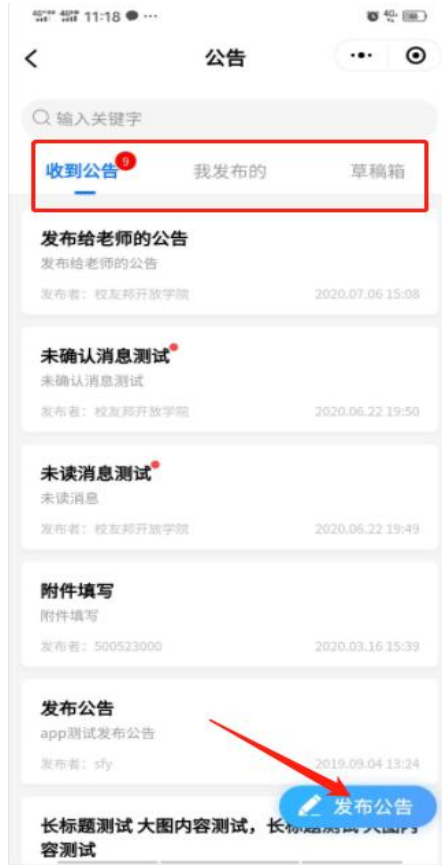 11:18
公告
输入关键字
收到公告 9 我发布的 草稿箱
发布给老师的公告
发布给老师的公告
发布者：校友邦开放学院 2020.07.06 15:08
未确认消息测试
未确认消息测试
发布者：校友邦开放学院 2020.06.22 19:50
未读消息测试
未读消息
发布者：校友邦开放学院 2020.06.22 19:49
附件填写
附件填写
发布者：500523000 2020.03.16 15:39
发布公告
app测试发布公告
发布者：sfy 2019.09.04 13:24
发布公告
长标题测试 大图内容测试，长标题测试 大图内
容测试